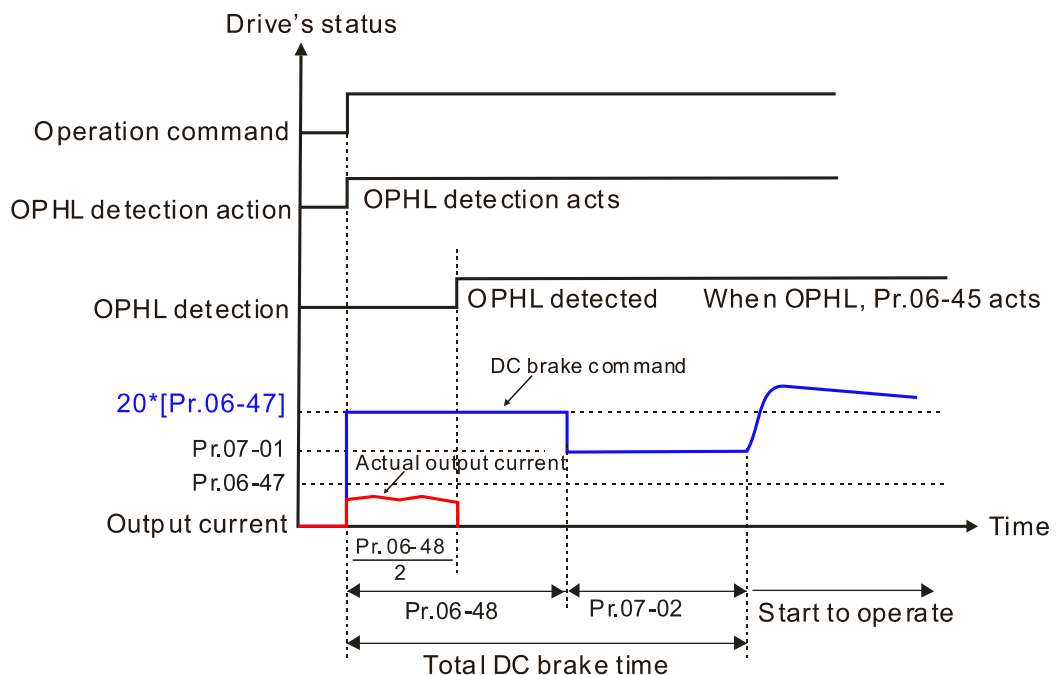 Drive's status
Operation command
OPHL detection action
OPHL detection acts
OPHL detection
OPHL detected
When OPHL, Pr.06-45 acts
DC brake command
20*[Pr.06-47]
Pr.07-01
Actual output current
Pr.06-47
Output current
Time
Pr.06-48
2
Pr.06-48
Pr.07-02
Start to operate
Total DC brake time